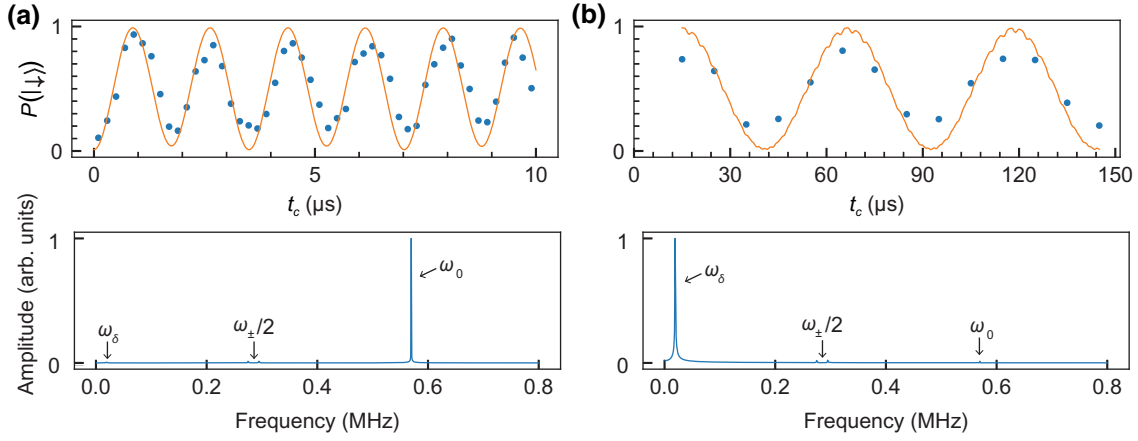 (a)
(b)
1
0
P(|↓⟩)
0
5
10
t_c (μs)
0
30
60
90
120
150
t_c (μs)
Amplitude (arb. units)
1
0
ω_δ
ω_±/2
ω_0
0.0
0.2
0.4
0.6
0.8
Frequency (MHz)
1
0
ω_δ
ω_±/2
ω_0
0.0
0.2
0.4
0.6
0.8
Frequency (MHz)